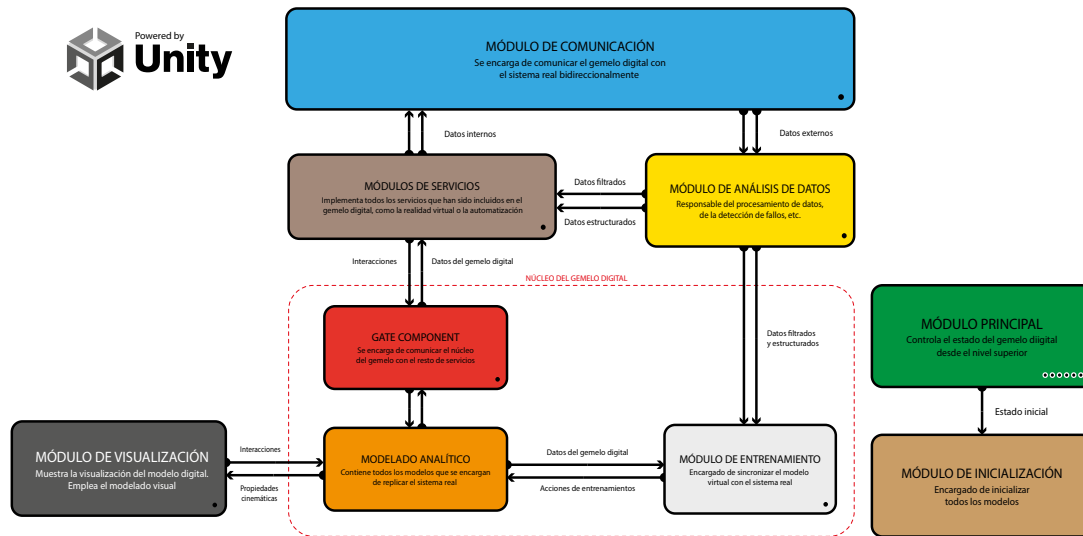 Powered by
Unity
MÓDULO DE COMUNICACIÓN
Se encarga de comunicar el gemelo digital con
el sistema real bidireccionalmente
Datos internos
Datos externos
MÓDULOS DE SERVICIOS
Implementa todos los servicios que han sido incluidos en el
gemelo digital, como la realidad virtual o la automatización
Datos filtrados
Datos estructurados
MÓDULO DE ANÁLISIS DE DATOS
Responsable del procesamiento de datos,
de la detección de fallos, etc.
Interacciones
Datos del gemelo digital
NÚCLEO DEL GEMELO DIGITAL
GATE COMPONENT
Se encarga de comunicar el núcleo
del gemelo con el resto de servicios
Datos filtrados
y estructurados
MÓDULO PRINCIPAL
Controla el estado del gemelo diigital
desde el nivel superior
Estado inicial
MÓDULO DE VISUALIZACIÓN
Muestra la visualización del modelo digital.
Emplea el modelado visual
Interacciones
Propiedades
cinemáticas
MODELADO ANALÍTICO
Contiene todos los modelos que se encargan
de replicar el sistema real
Datos del gemelo digital
Acciones de entrenamientos
MÓDULO DE ENTRENAMIENTO
Encargado de sincronizar el modelo
virtual con el sistema real
MÓDULO DE INICIALIZACIÓN
Encargado de inicializar
todos los modelos